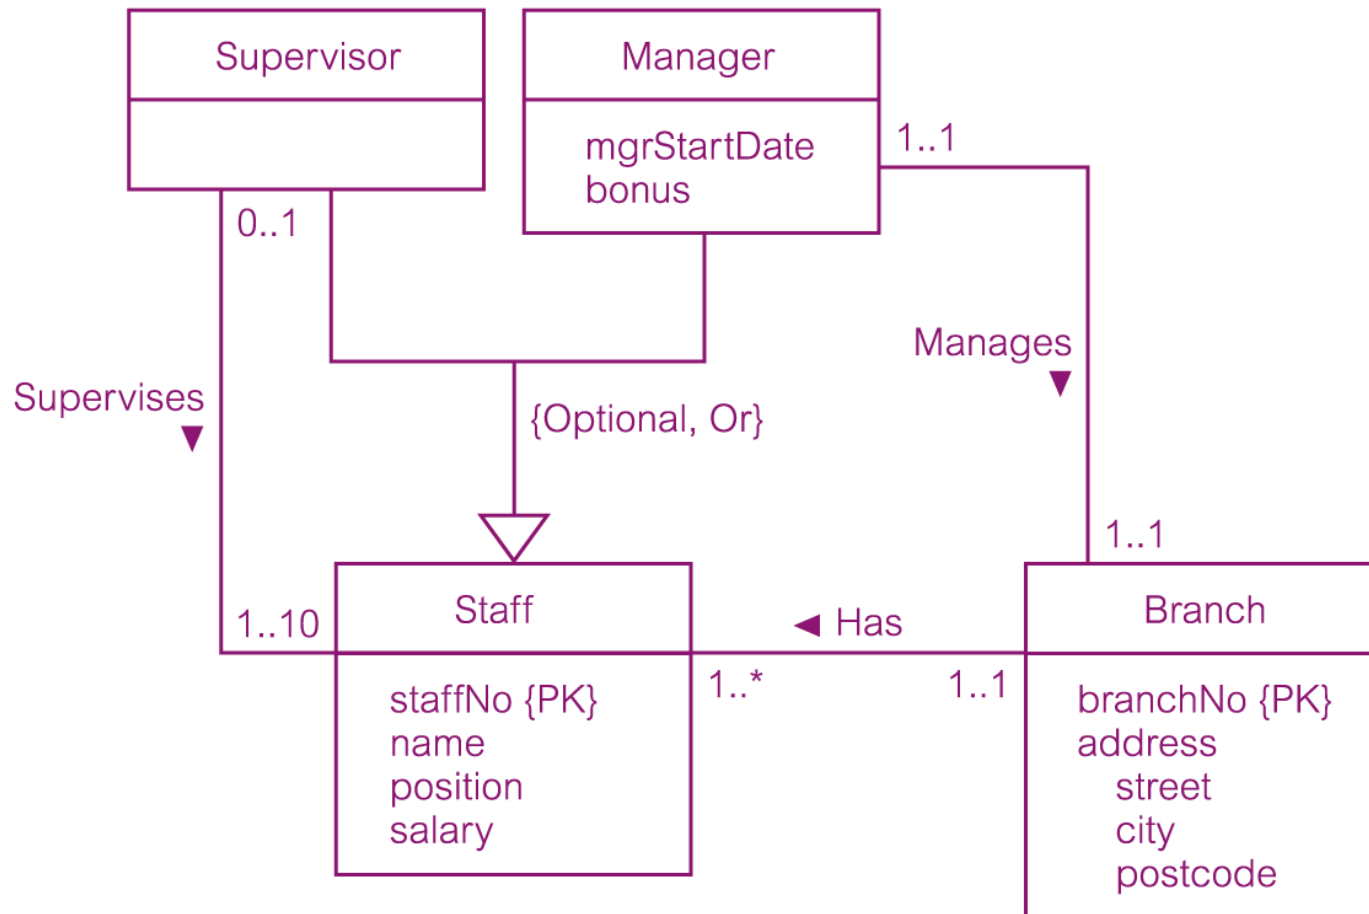 Supervisor
Manager
mgrStartDate
bonus
1..1
0..1
Manages
▼
Supervises
▼
{Optional, Or}
1..1
1..10
Staff
◄ Has
Branch
1..*
1..1
staffNo {PK}
name
position
salary
branchNo {PK}
address
street
city
postcode